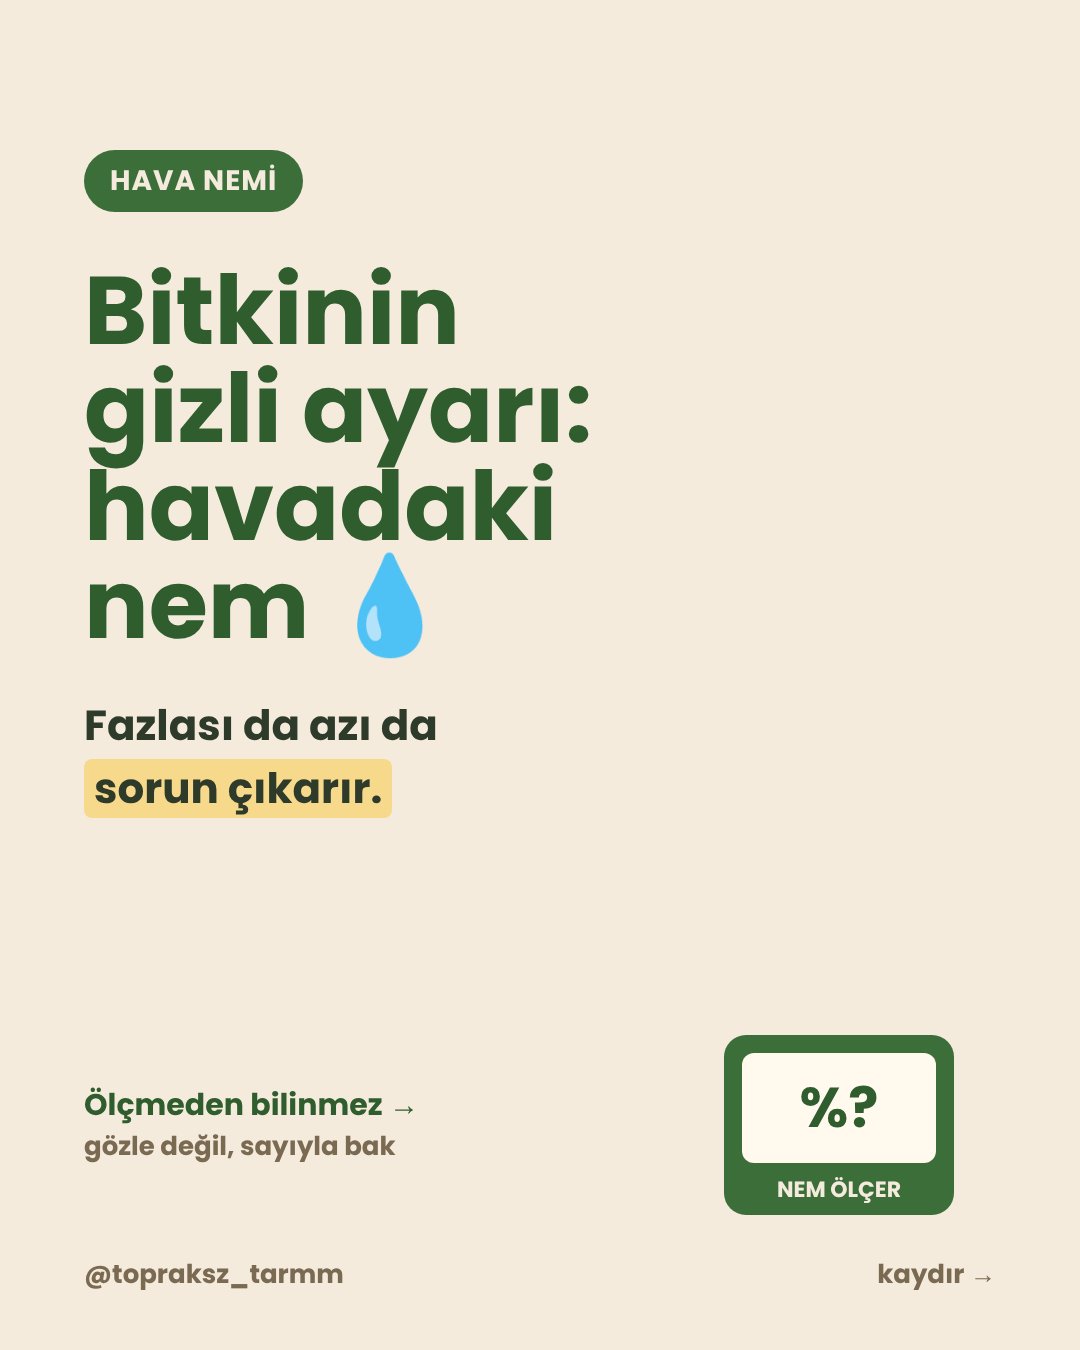 HAVA NEMİ
Bitkinin
gizli ayarı:
havadaki
nem 💧
Fazlası da azı da
sorun çıkarır.
Ölçmeden bilinmez →
gözle değil, sayıyla bak
%?
NEM ÖLÇER
@topraksz_tarmm
kaydır →